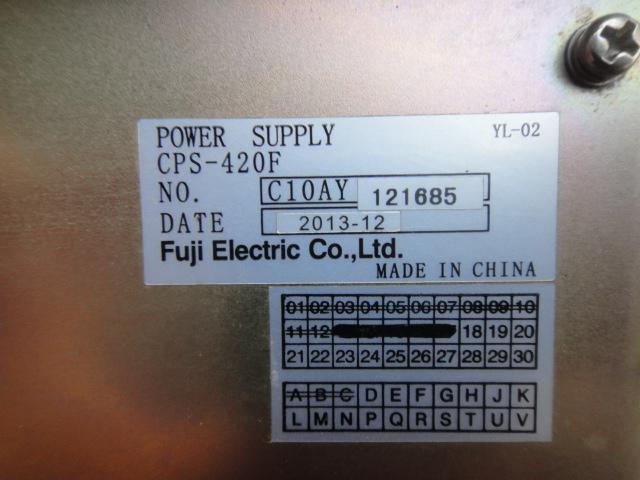 POWER SUPPLY YL-02
CPS-420F
NO. C10AY 121685
DATE 2013-12
Fuji Electric Co.,Ltd.
MADE IN CHINA
01 02 03 04 05 06 07 08 09 10
11 12 18 19 20
21 22 23 24 25 26 27 28 29 30
A B C D E F G H J K
L M N P Q R S T U V